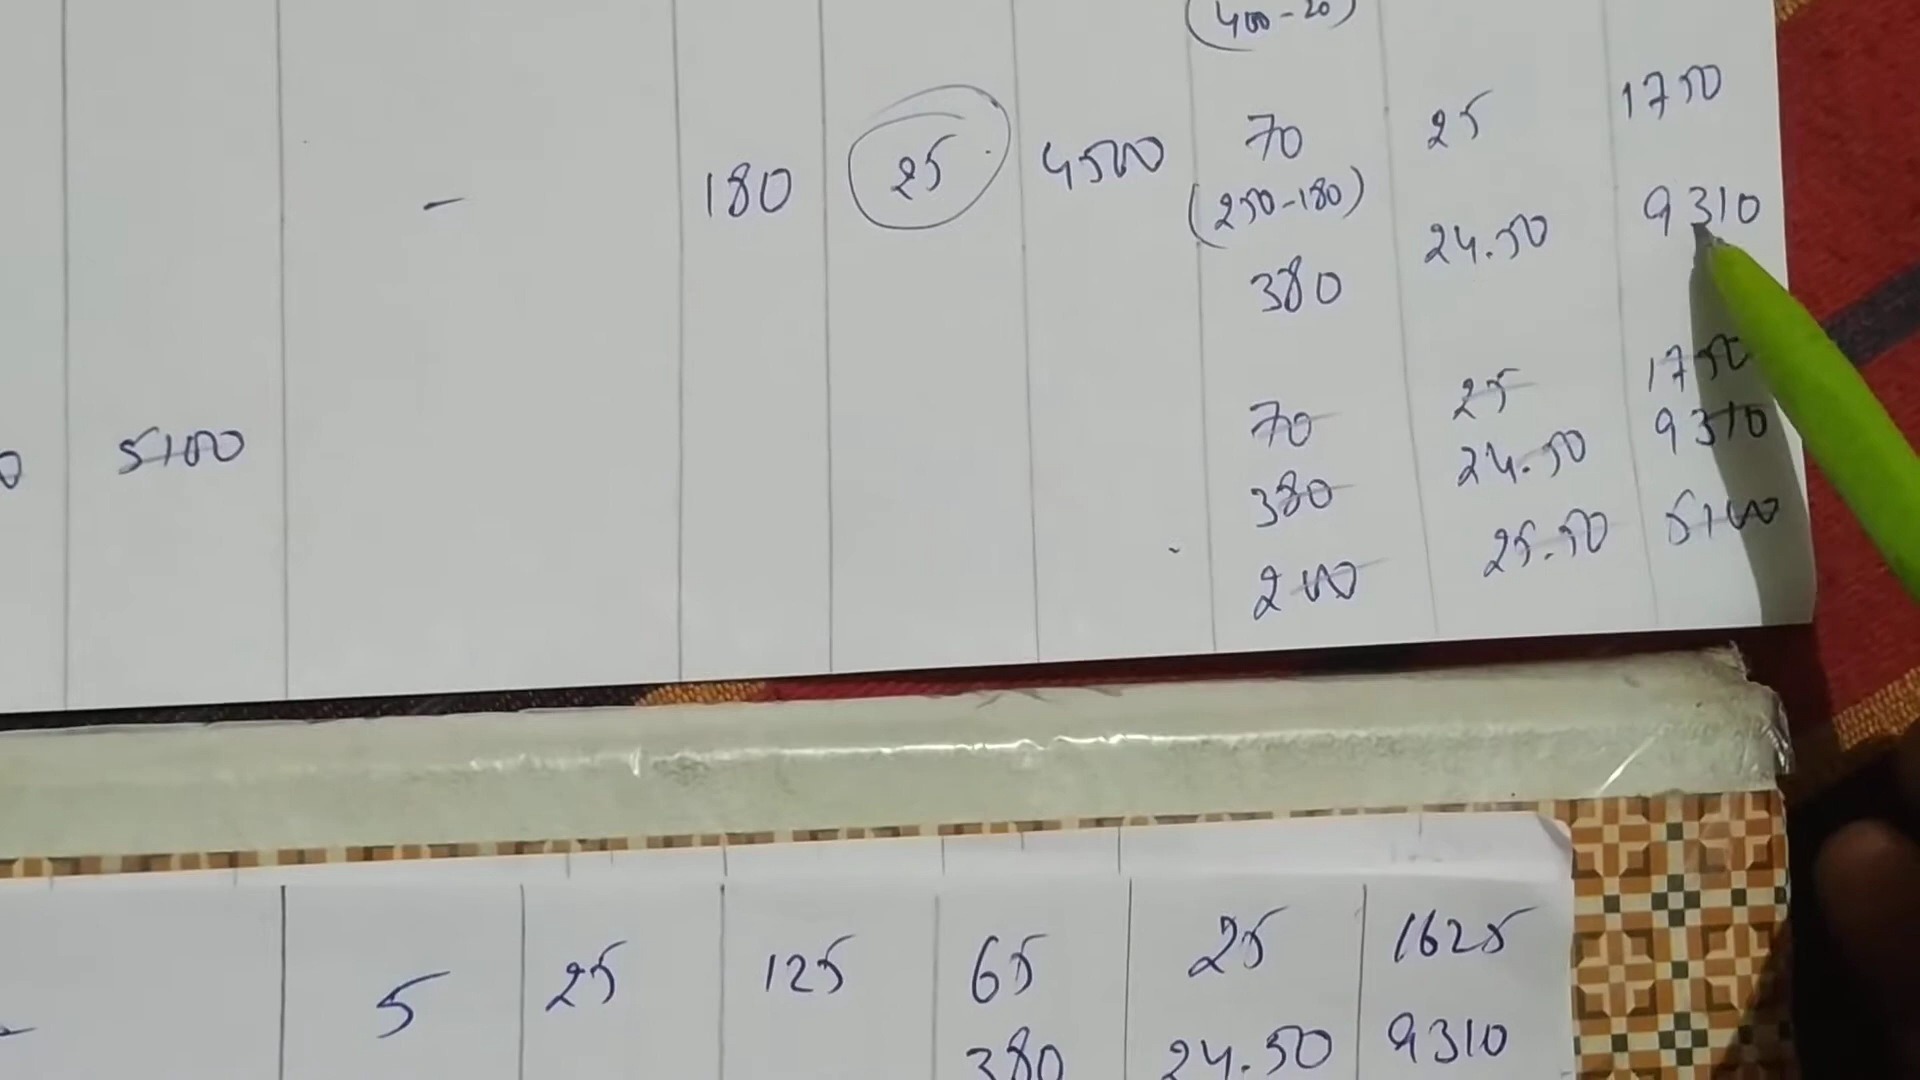 (400-20)
- 180 25 4500 70 25 1750
(250-180)
380 24.50 9310
0 5100 70 25 1750
380 24.50 9310
200 25.50 5100
5 25 125 65 25 1625
380 24.50 9310